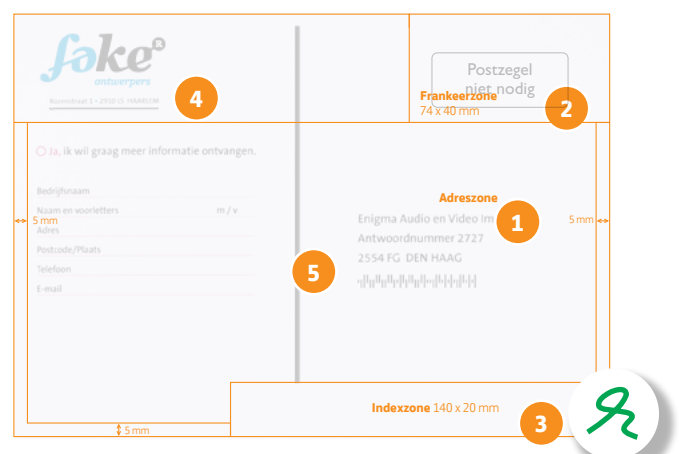 føke®
ontwerpers
HAARLEM
4
Postzegel
niet nodig
Frankeerzone
74 x 40 mm
2
Ja, ik wil graag meer informatie ontvangen.
Bedrijfsnaam
Naam en voorletters m / v
Adres
Postcode/Plaats
Telefoon
E-mail
5 mm
Adreszone
Enigma Audio en Video Im
Antwoordnummer 2727
2554 FG DEN HAAG
1
5 mm
5
Indexzone 140 x 20 mm
3
5 mm